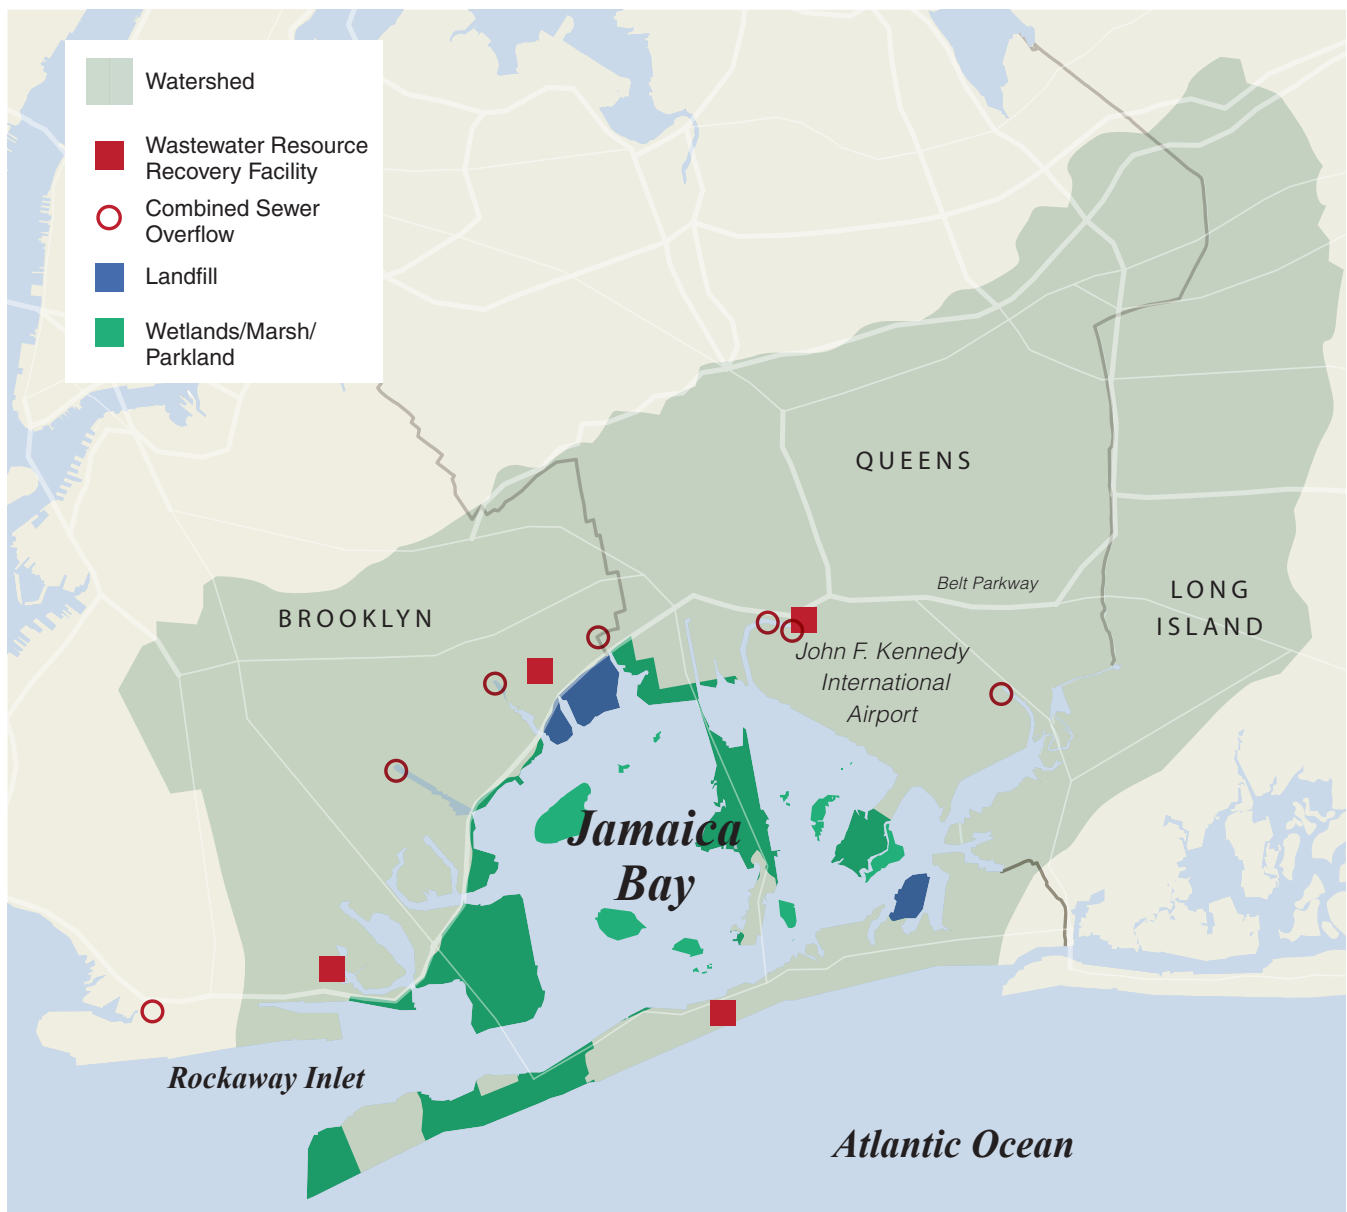 Watershed
Wastewater Resource
Recovery Facility
Combined Sewer
Overflow
Landfill
Wetlands/Marsh/
Parkland
QUEENS
Belt Parkway
LONG
ISLAND
BROOKLYN
John F. Kennedy
International
Airport
Jamaica
Bay
Rockaway Inlet
Atlantic Ocean